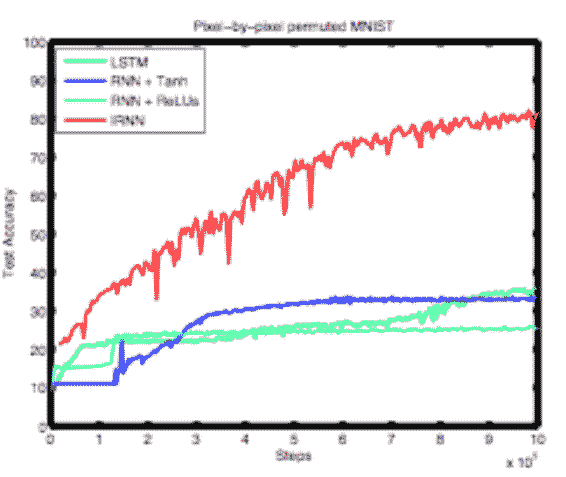 Pixel-by-pixel permuted MNIST
100
90
80
70
60
50
40
30
20
10
0
Test Accuracy
LSTM
RNN + Tanh
RNN + ReLUs
IRNN
0 1 2 3 4 5 6 7 8 9 10
Steps
x 10